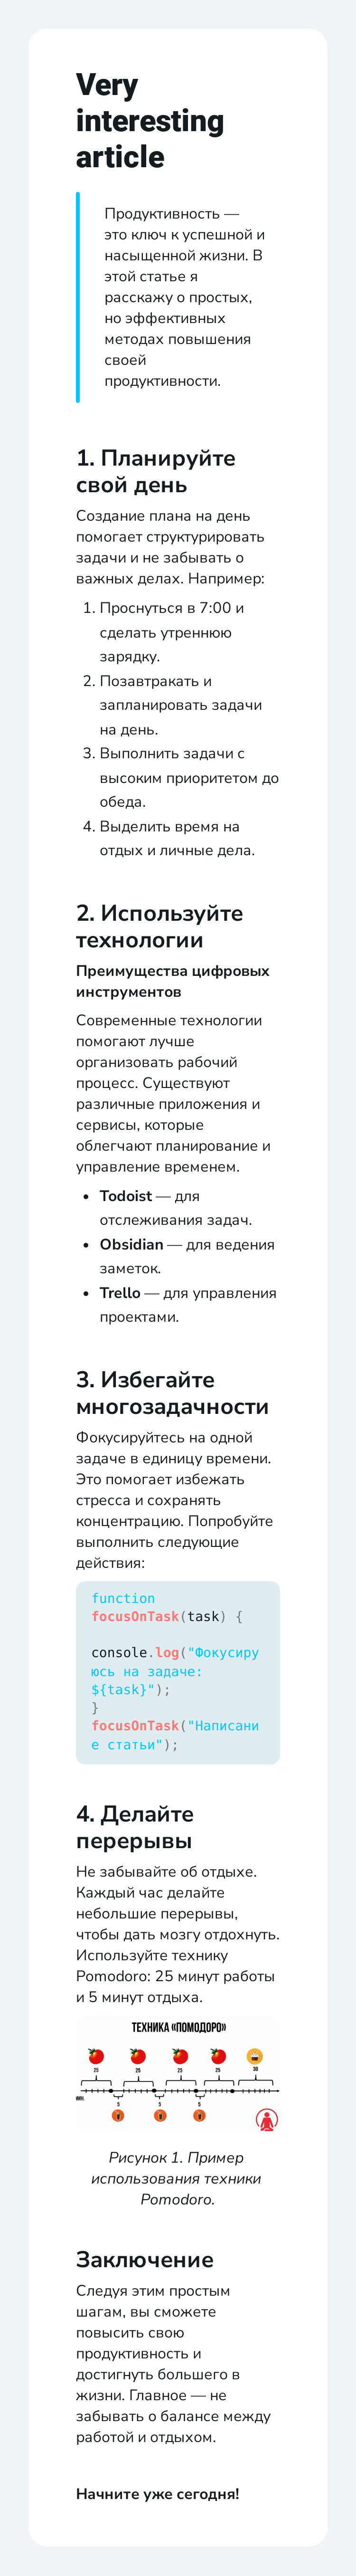 Very
interesting
article
Продуктивность —
это ключ к успешной и
насыщенной жизни. В
этой статье я
расскажу о простых,
но эффективных
методах повышения
своей
продуктивности.
1. Планируйте
свой день
Создание плана на день
помогает структурировать
задачи и не забывать о
важных делах. Например:
1. Проснуться в 7:00 и
сделать утреннюю
зарядку.
2. Позавтракать и
запланировать задачи
на день.
3. Выполнить задачи с
высоким приоритетом до
обеда.
4. Выделить время на
отдых и личные дела.
2. Используйте
технологии
Преимущества цифровых
инструментов
Современные технологии
помогают лучше
организовать рабочий
процесс. Существуют
различные приложения и
сервисы, которые
облегчают планирование и
управление временем.
• Todoist — для
отслеживания задач.
• Obsidian — для ведения
заметок.
• Trello — для управления
проектами.
3. Избегайте
многозадачности
Фокусируйтесь на одной
задаче в единицу времени.
Это помогает избежать
стресса и сохранять
концентрацию. Попробуйте
выполнить следующие
действия:
function
focusOnTask(task) {
console.log("Фокусиру
юсь на задаче:
${task}");
}
focusOnTask("Написани
е статьи");
4. Делайте
перерывы
Не забывайте об отдыхе.
Каждый час делайте
небольшие перерывы,
чтобы дать мозгу отдохнуть.
Используйте технику
Pomodoro: 25 минут работы
и 5 минут отдыха.
ТЕХНИКА «ПОМОДОРО»
25 25 25 25 30
мин.
5 5 5
Рисунок 1. Пример
использования техники
Pomodoro.
Заключение
Следуя этим простым
шагам, вы сможете
повысить свою
продуктивность и
достигнуть большего в
жизни. Главное — не
забывать о балансе между
работой и отдыхом.
Начните уже сегодня!